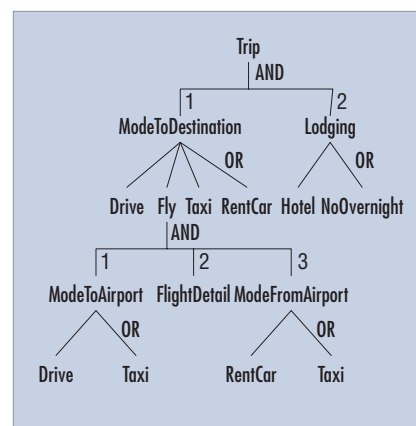 Trip
AND
1 2
ModeToDestination Lodging
OR OR
Drive Fly Taxi RentCar Hotel NoOvernight
AND
1 2 3
ModeToAirport FlightDetail ModeFromAirport
OR OR
Drive Taxi RentCar Taxi